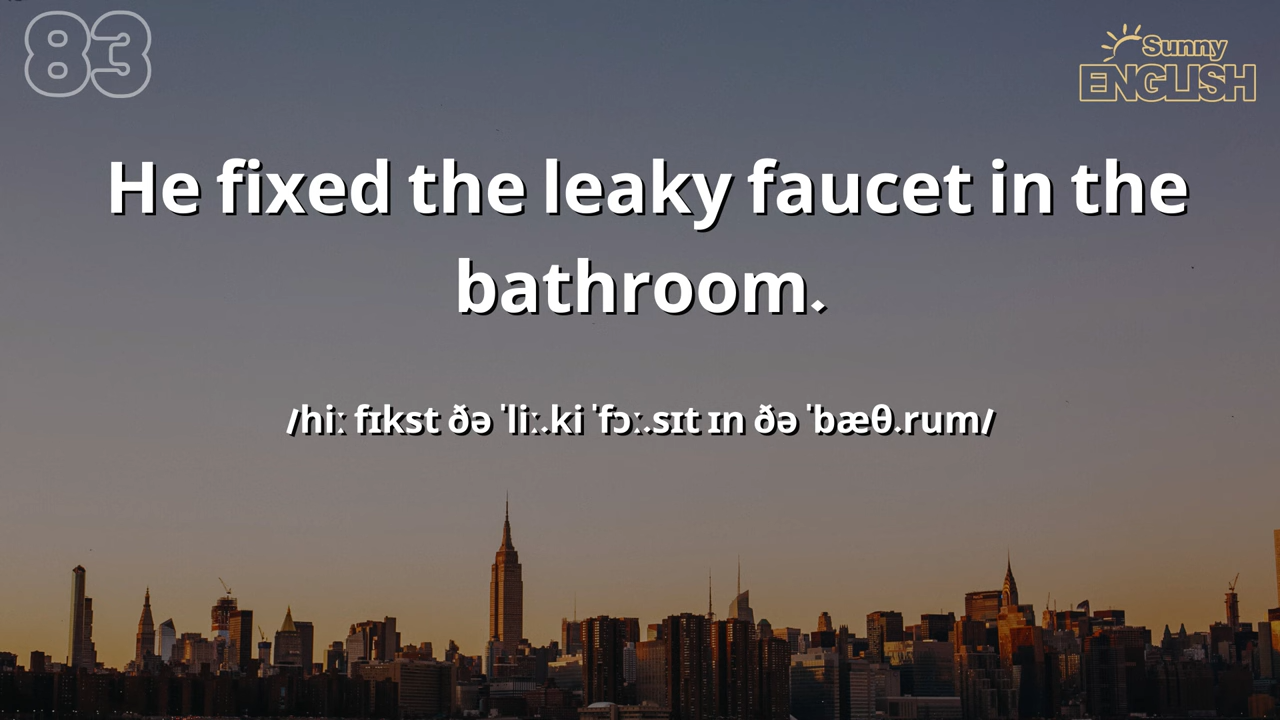 83
Sunny
ENGLISH
He fixed the leaky faucet in the
bathroom.
/hiː fɪkst ðə ˈliː.ki ˈfɔː.sɪt ɪn ðə ˈbæθ.rum/